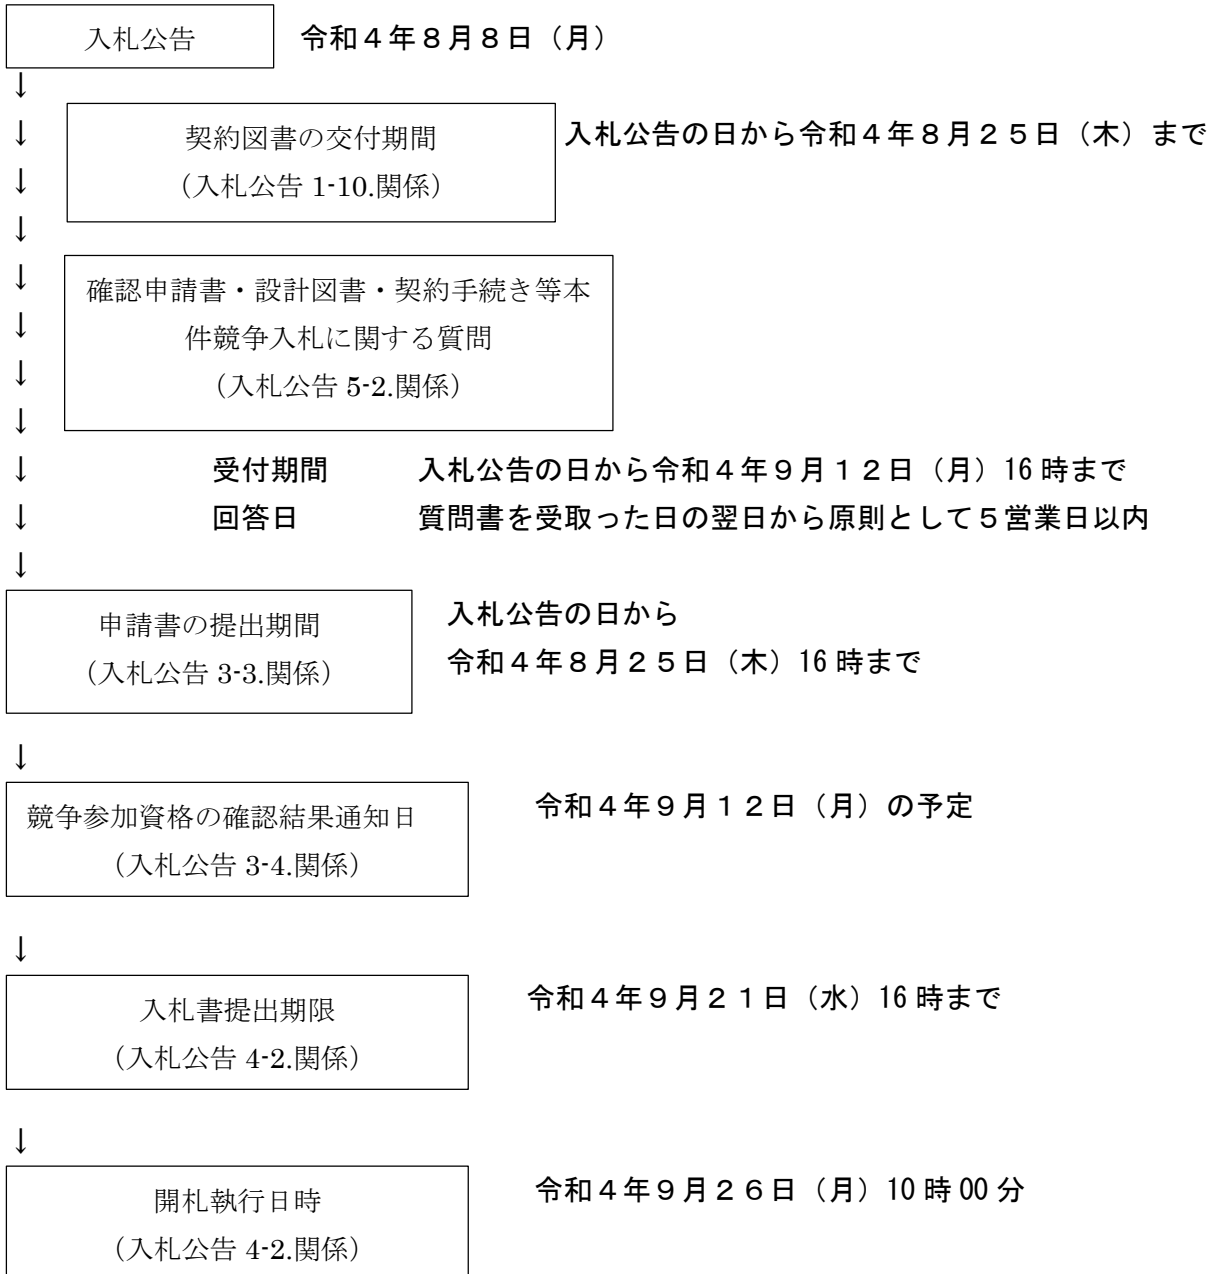 入札公告 令和４年８月８日（月）
↓
↓ 契約図書の交付期間 入札公告の日から令和４年８月２５日（木）まで
↓ （入札公告 1-10.関係）
↓
↓ 確認申請書・設計図書・契約手続き等本
↓ 件競争入札に関する質問
↓ （入札公告 5-2.関係）
↓
↓ 受付期間 入札公告の日から令和４年９月１２日（月）16 時まで
↓ 回答日 質問書を受取った日の翌日から原則として５営業日以内
↓
申請書の提出期間 入札公告の日から
（入札公告 3-3.関係） 令和４年８月２５日（木）16 時まで
↓
競争参加資格の確認結果通知日 令和４年９月１２日（月）の予定
（入札公告 3-4.関係）
↓
入札書提出期限 令和４年９月２１日（水）16 時まで
（入札公告 4-2.関係）
↓
開札執行日時 令和４年９月２６日（月）10 時 00 分
（入札公告 4-2.関係）